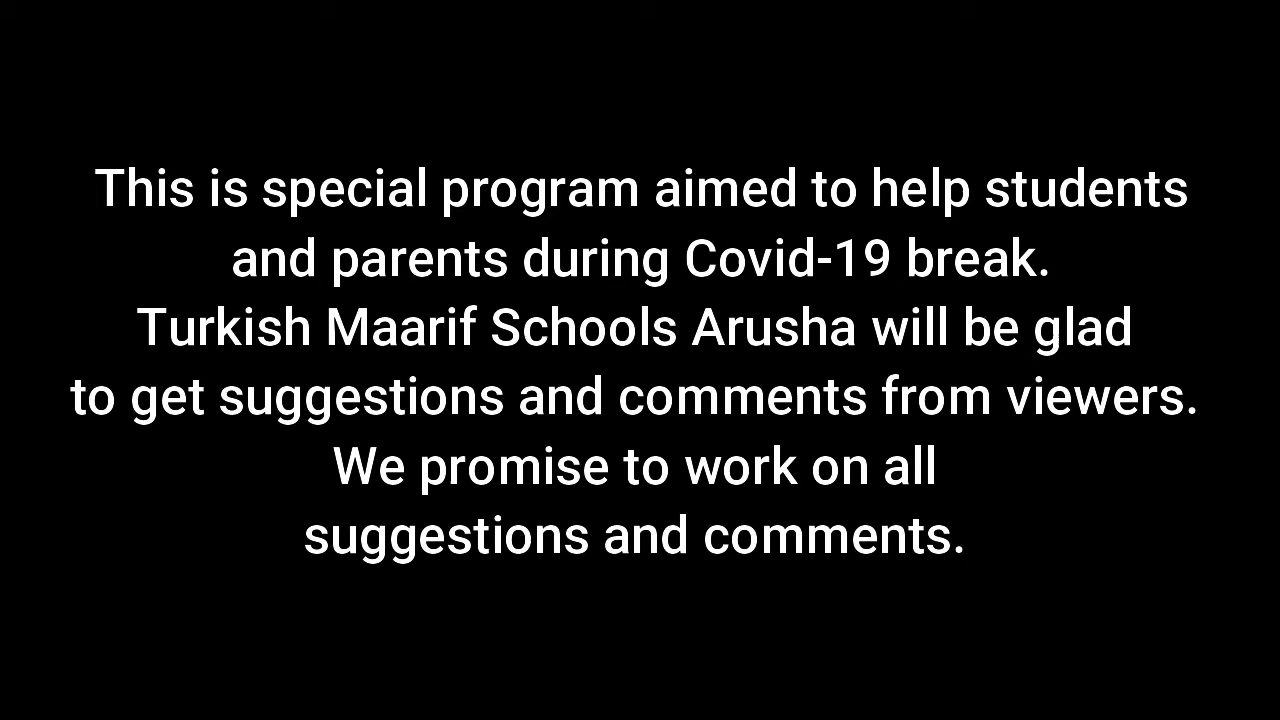 This is special program aimed to help students
and parents during Covid-19 break.
Turkish Maarif Schools Arusha will be glad
to get suggestions and comments from viewers.
We promise to work on all
suggestions and comments.